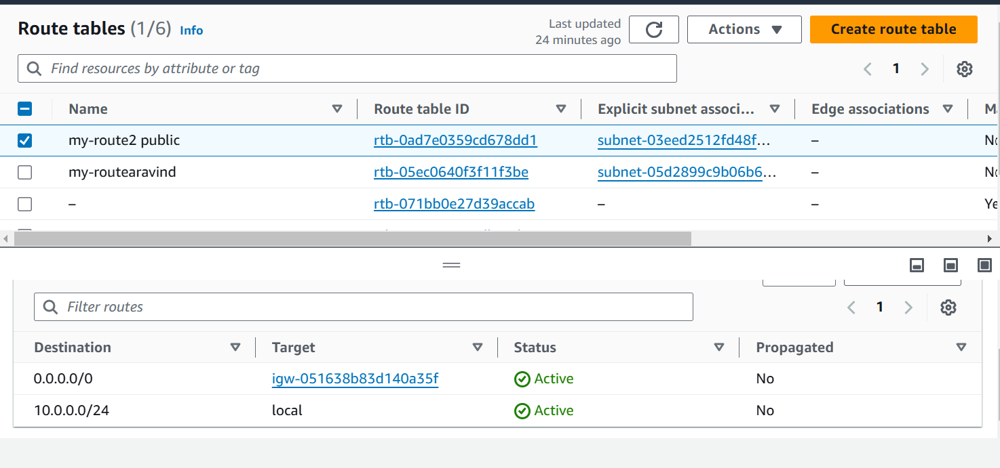 Route tables (1/6) Info
Last updated
24 minutes ago
Actions
Create route table
Find resources by attribute or tag
1
Name Route table ID Explicit subnet associ... Edge associations
my-route2 public rtb-0ad7e0359cd678dd1 subnet-03eed2512fd48f... –
my-routearavind rtb-05ec0640f3f11f3be subnet-05d2899c9b06b6... –
– rtb-071bb0e27d39accab – –
Filter routes
1
Destination Target Status Propagated
0.0.0.0/0 igw-051638b83d140a35f Active No
10.0.0.0/24 local Active No